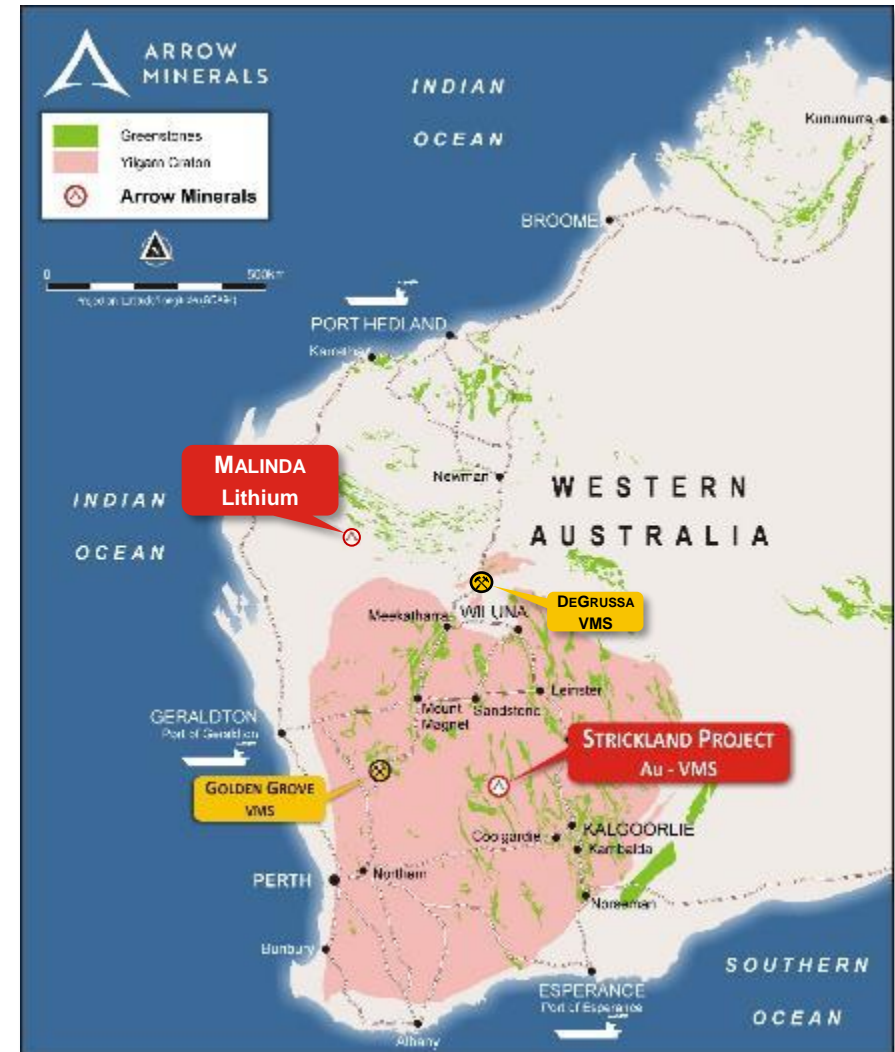 ARROW
MINERALS
Greenstones
Yilgarn Craton
Arrow Minerals
0 500km
INDIAN
OCEAN
Kununurra
BROOME
PORT HEDLAND
Karratha
MALINDA
Lithium
Newman
INDIAN
OCEAN
WESTERN
AUSTRALIA
DEGRUSSA
VMS
Meekatharra
WILUNA
Leinster
Mount
Magnet
Sandstone
GERALDTON
Port of Geraldton
STRICKLAND PROJECT
Au - VMS
GOLDEN GROVE
VMS
Coolgardie
KALGOORLIE
Kambalda
PERTH
Northam
Norseman
Bunbury
SOUTHERN
OCEAN
ESPERANCE
Port of Esperance
Albany